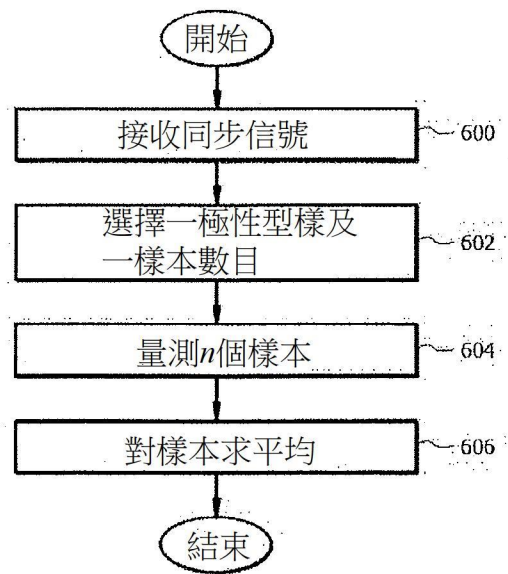 開始
接收同步信號
600
選擇一極性型樣及
一樣本數目
602
量測n個樣本
604
對樣本求平均
606
結束